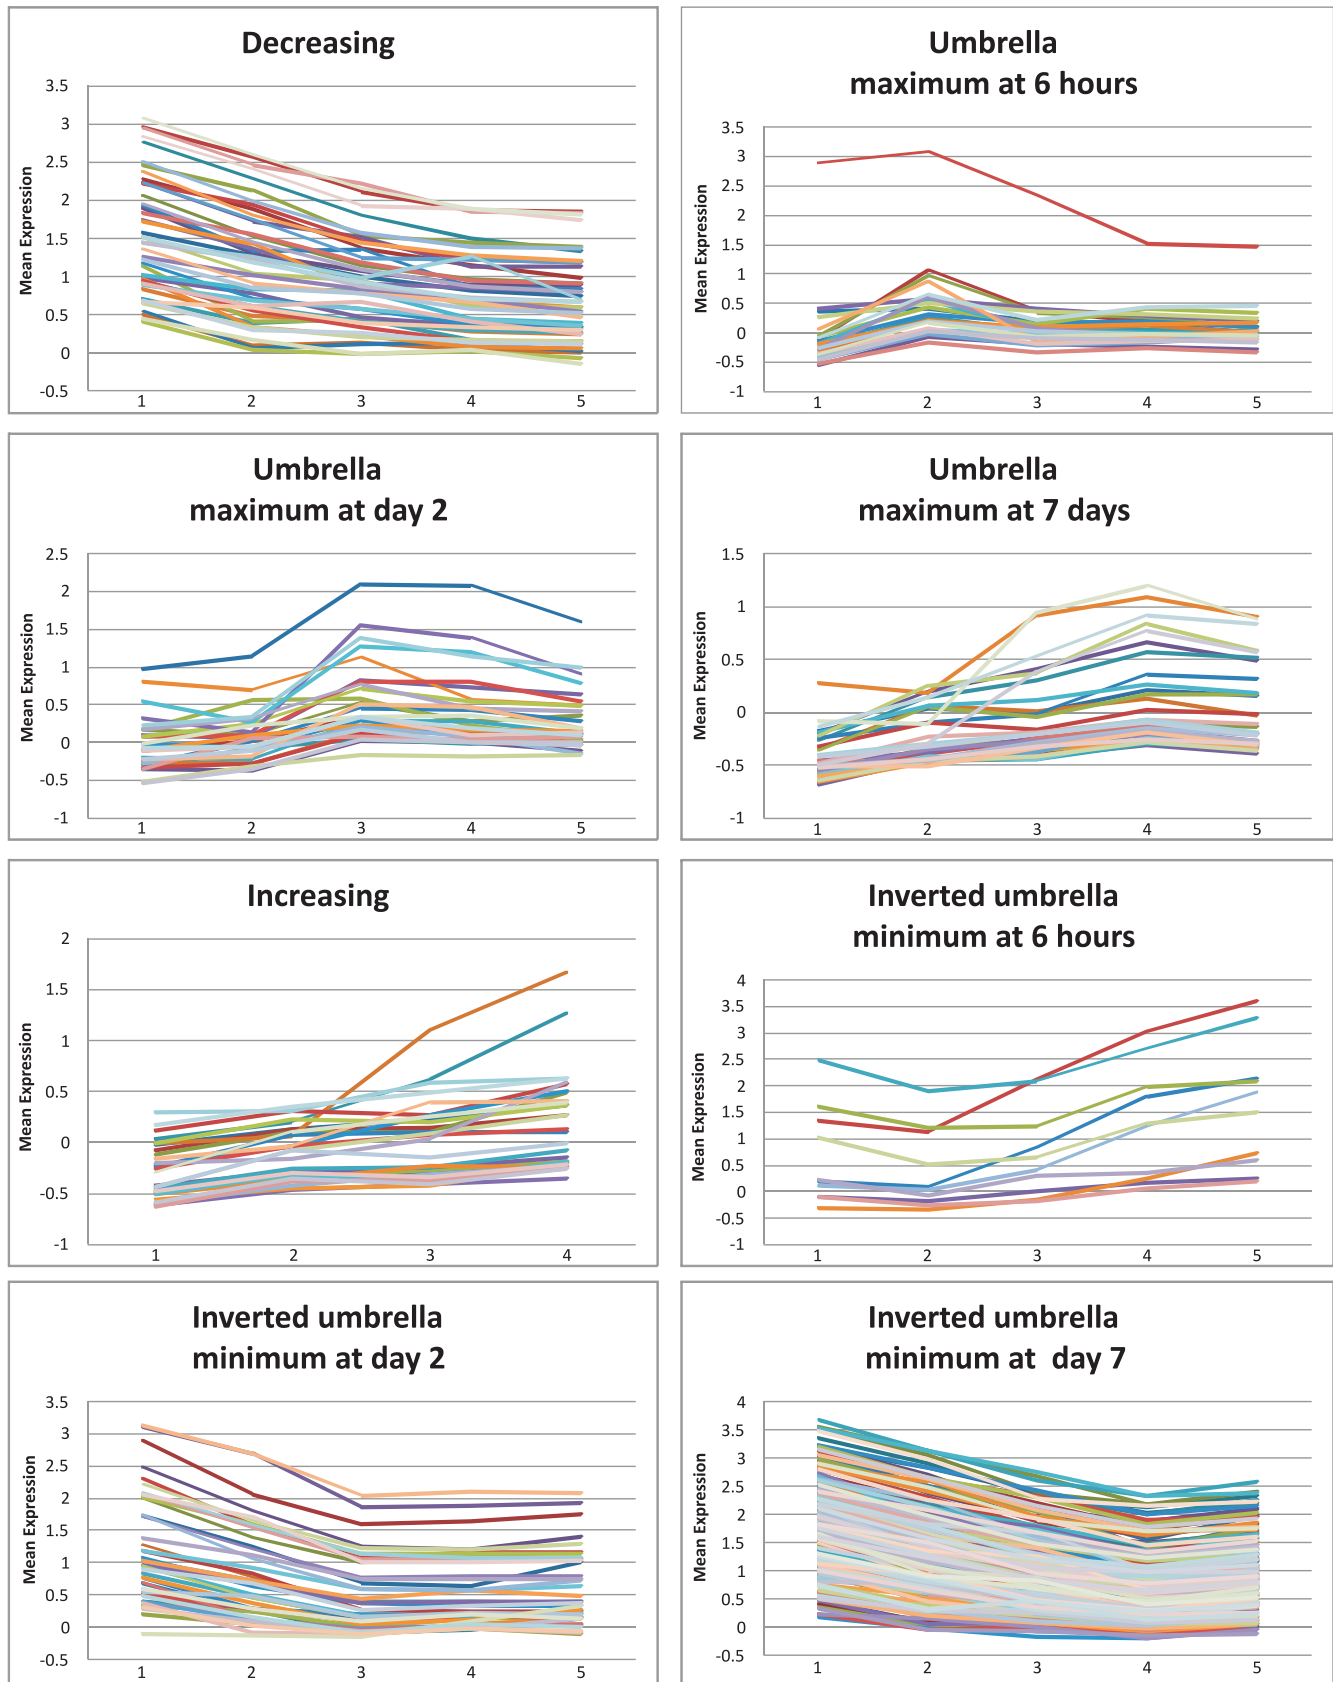 Decreasing
Mean Expression
3.5
3
2.5
2
1.5
1
0.5
0
-0.5
1 2 3 4 5
Umbrella
maximum at 6 hours
Mean Expression
3.5
3
2.5
2
1.5
1
0.5
0
-0.5
-1
1 2 3 4 5
Umbrella
maximum at day 2
Mean Expression
2.5
2
1.5
1
0.5
0
-0.5
-1
1 2 3 4 5
Umbrella
maximum at 7 days
Mean Expression
1.5
1
0.5
0
-0.5
-1
1 2 3 4 5
Increasing
Mean Expression
2
1.5
1
0.5
0
-0.5
-1
1 2 3 4
Inverted umbrella
minimum at 6 hours
Mean Expression
4
3.5
3
2.5
2
1.5
1
0.5
0
-0.5
-1
1 2 3 4 5
Inverted umbrella
minimum at day 2
Mean Expression
3.5
3
2.5
2
1.5
1
0.5
0
-0.5
1 2 3 4 5
Inverted umbrella
minimum at day 7
Mean Expression
4
3.5
3
2.5
2
1.5
1
0.5
0
-0.5
1 2 3 4 5